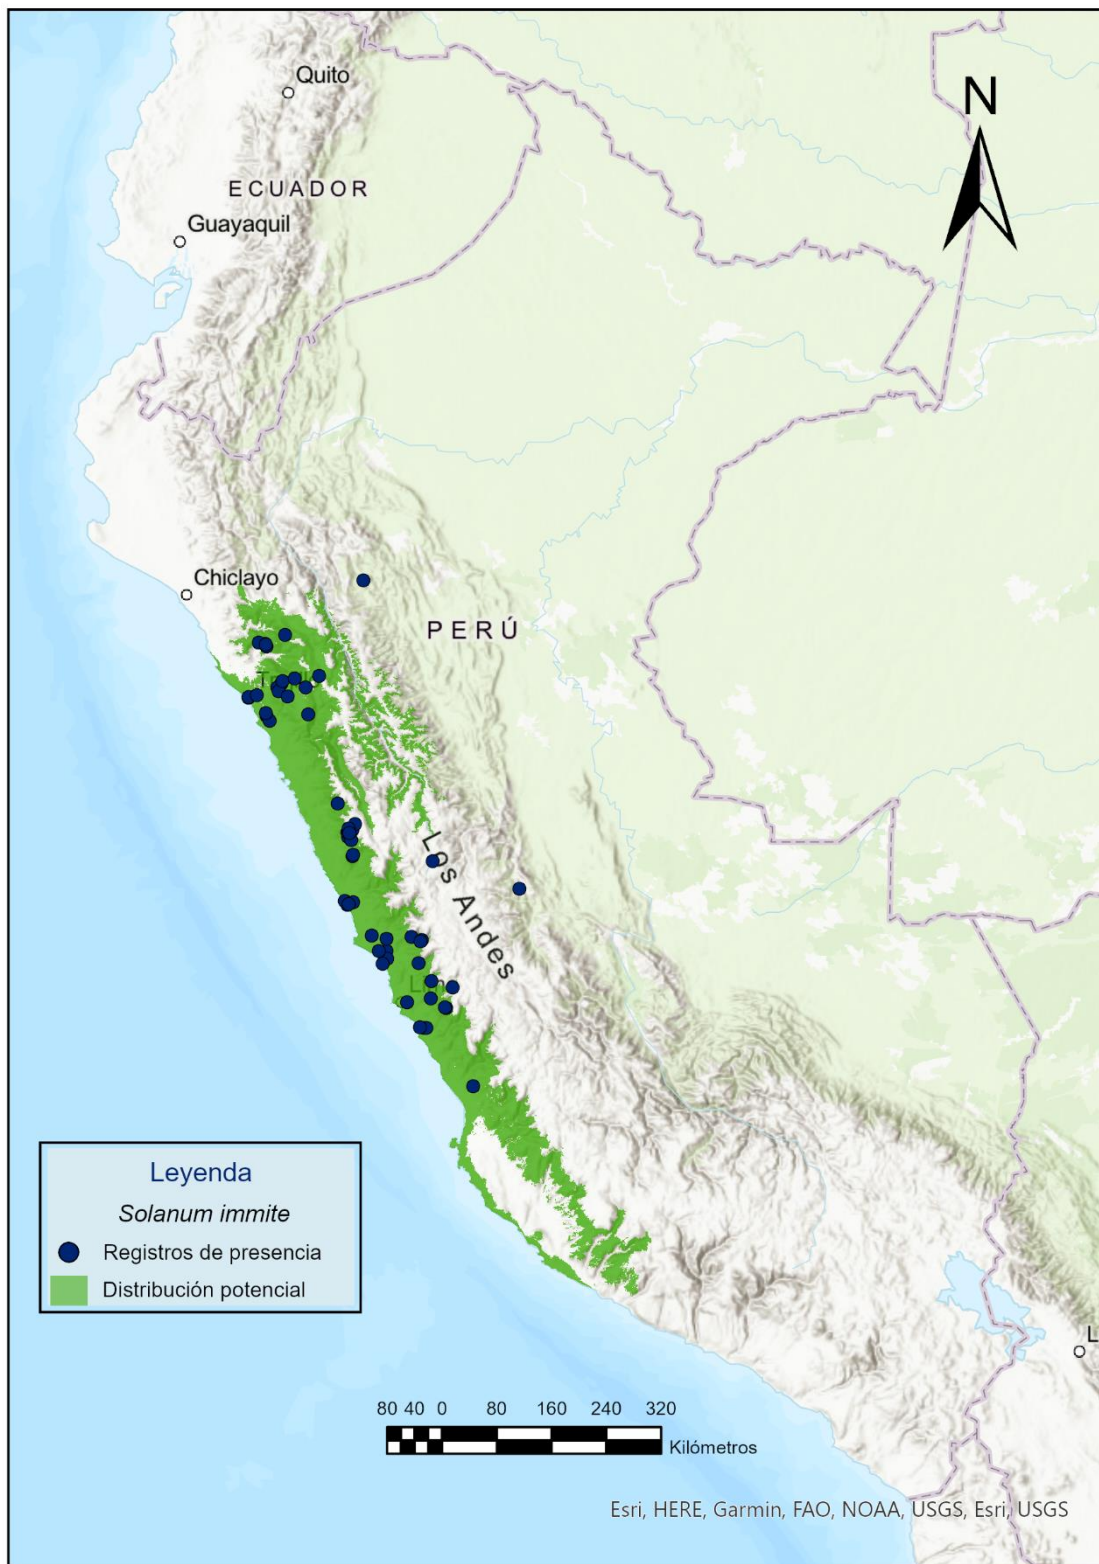 Quito
N
ECUADOR
Guayaquil
Chiclayo
PERÚ
Los Andes
Leyenda
Solanum immite
Registros de presencia
Distribución potencial
80 40 0 80 160 240 320
Kilómetros
Esri, HERE, Garmin, FAO, NOAA, USGS, Esri, USGS